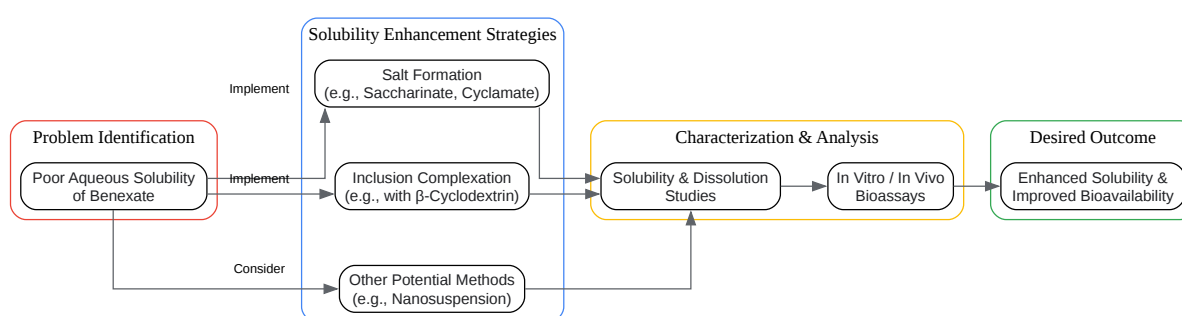 Solubility Enhancement Strategies
Implement
Salt Formation
(e.g., Saccharinate, Cyclamate)
Problem Identification
Poor Aqueous Solubility
of Benexate
Implement
Inclusion Complexation
(e.g., with β-Cyclodextrin)
Consider
Other Potential Methods
(e.g., Nanosuspension)
Characterization & Analysis
Solubility & Dissolution
Studies
In Vitro / In Vivo
Bioassays
Desired Outcome
Enhanced Solubility &
Improved Bioavailability